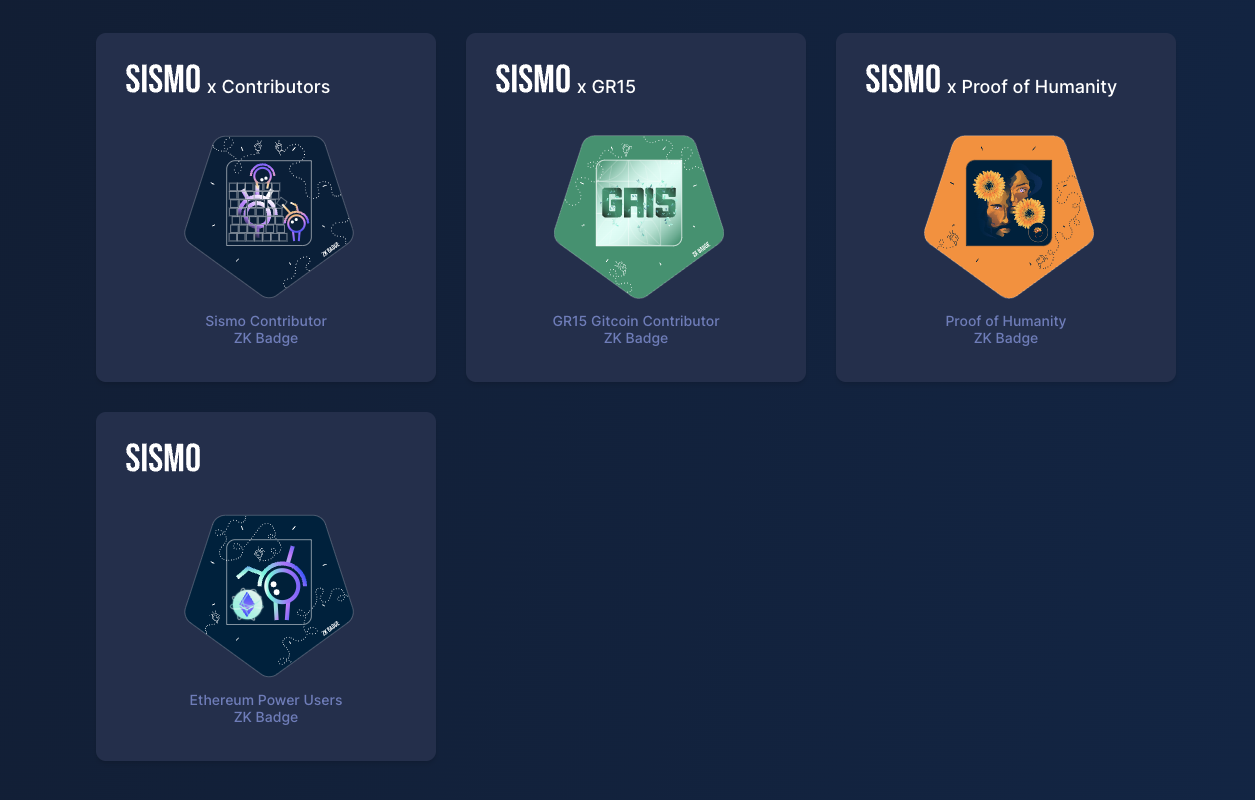 SISMO x Contributors
ZK BADGE
Sismo Contributor
ZK Badge
SISMO x GR15
GR15
ZK BADGE
GR15 Gitcoin Contributor
ZK Badge
SISMO x Proof of Humanity
Proof of Humanity
ZK Badge
SISMO
ZK BADGE
Ethereum Power Users
ZK Badge